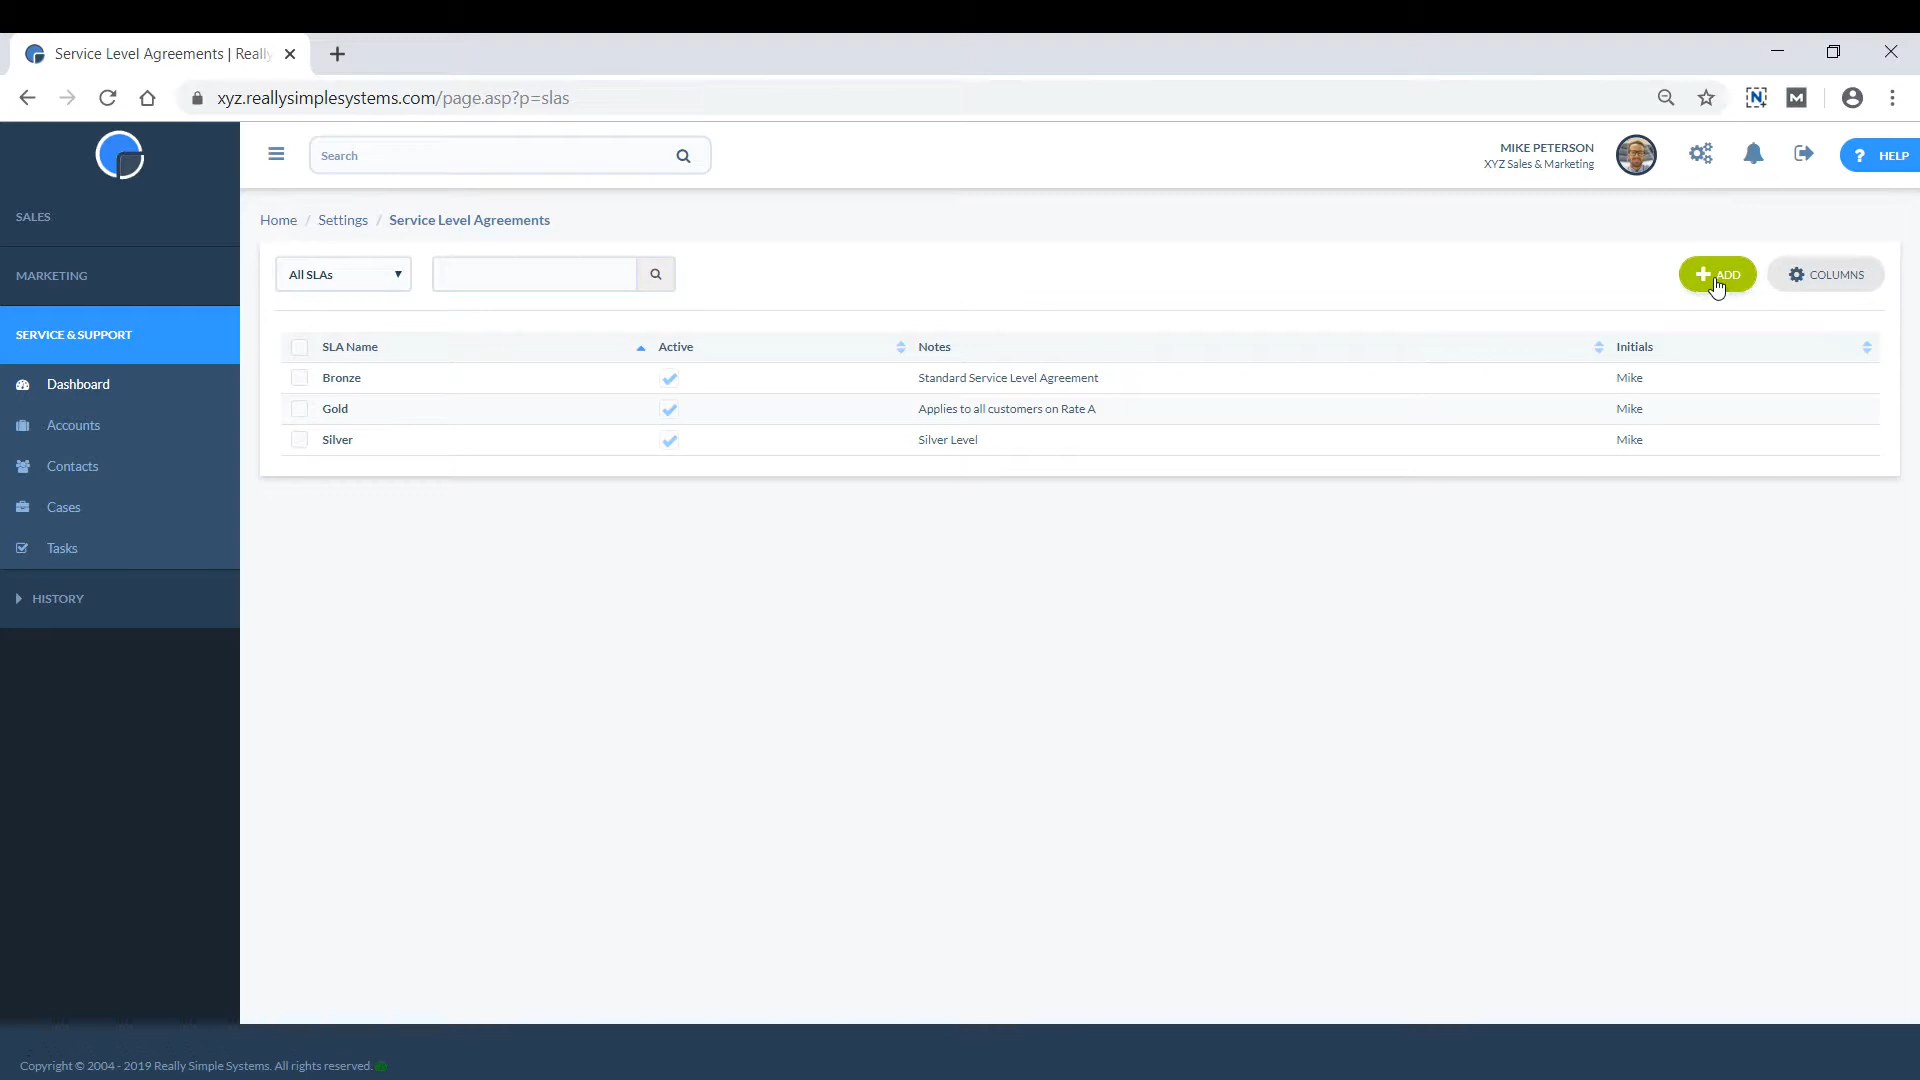 Service Level Agreements | Really
xyz.reallysimplesystems.com/page.asp?p=slas
N
M
Search
MIKE PETERSON
XYZ Sales & Marketing
? HELP
SALES
MARKETING
SERVICE & SUPPORT
Dashboard
Accounts
Contacts
Cases
Tasks
HISTORY
Home / Settings / Service Level Agreements
All SLAs
ADD
COLUMNS
SLA Name Active Notes Initials
Bronze Standard Service Level Agreement Mike
Gold Applies to all customers on Rate A Mike
Silver Silver Level Mike
Copyright © 2004 - 2019 Really Simple Systems. All rights reserved.